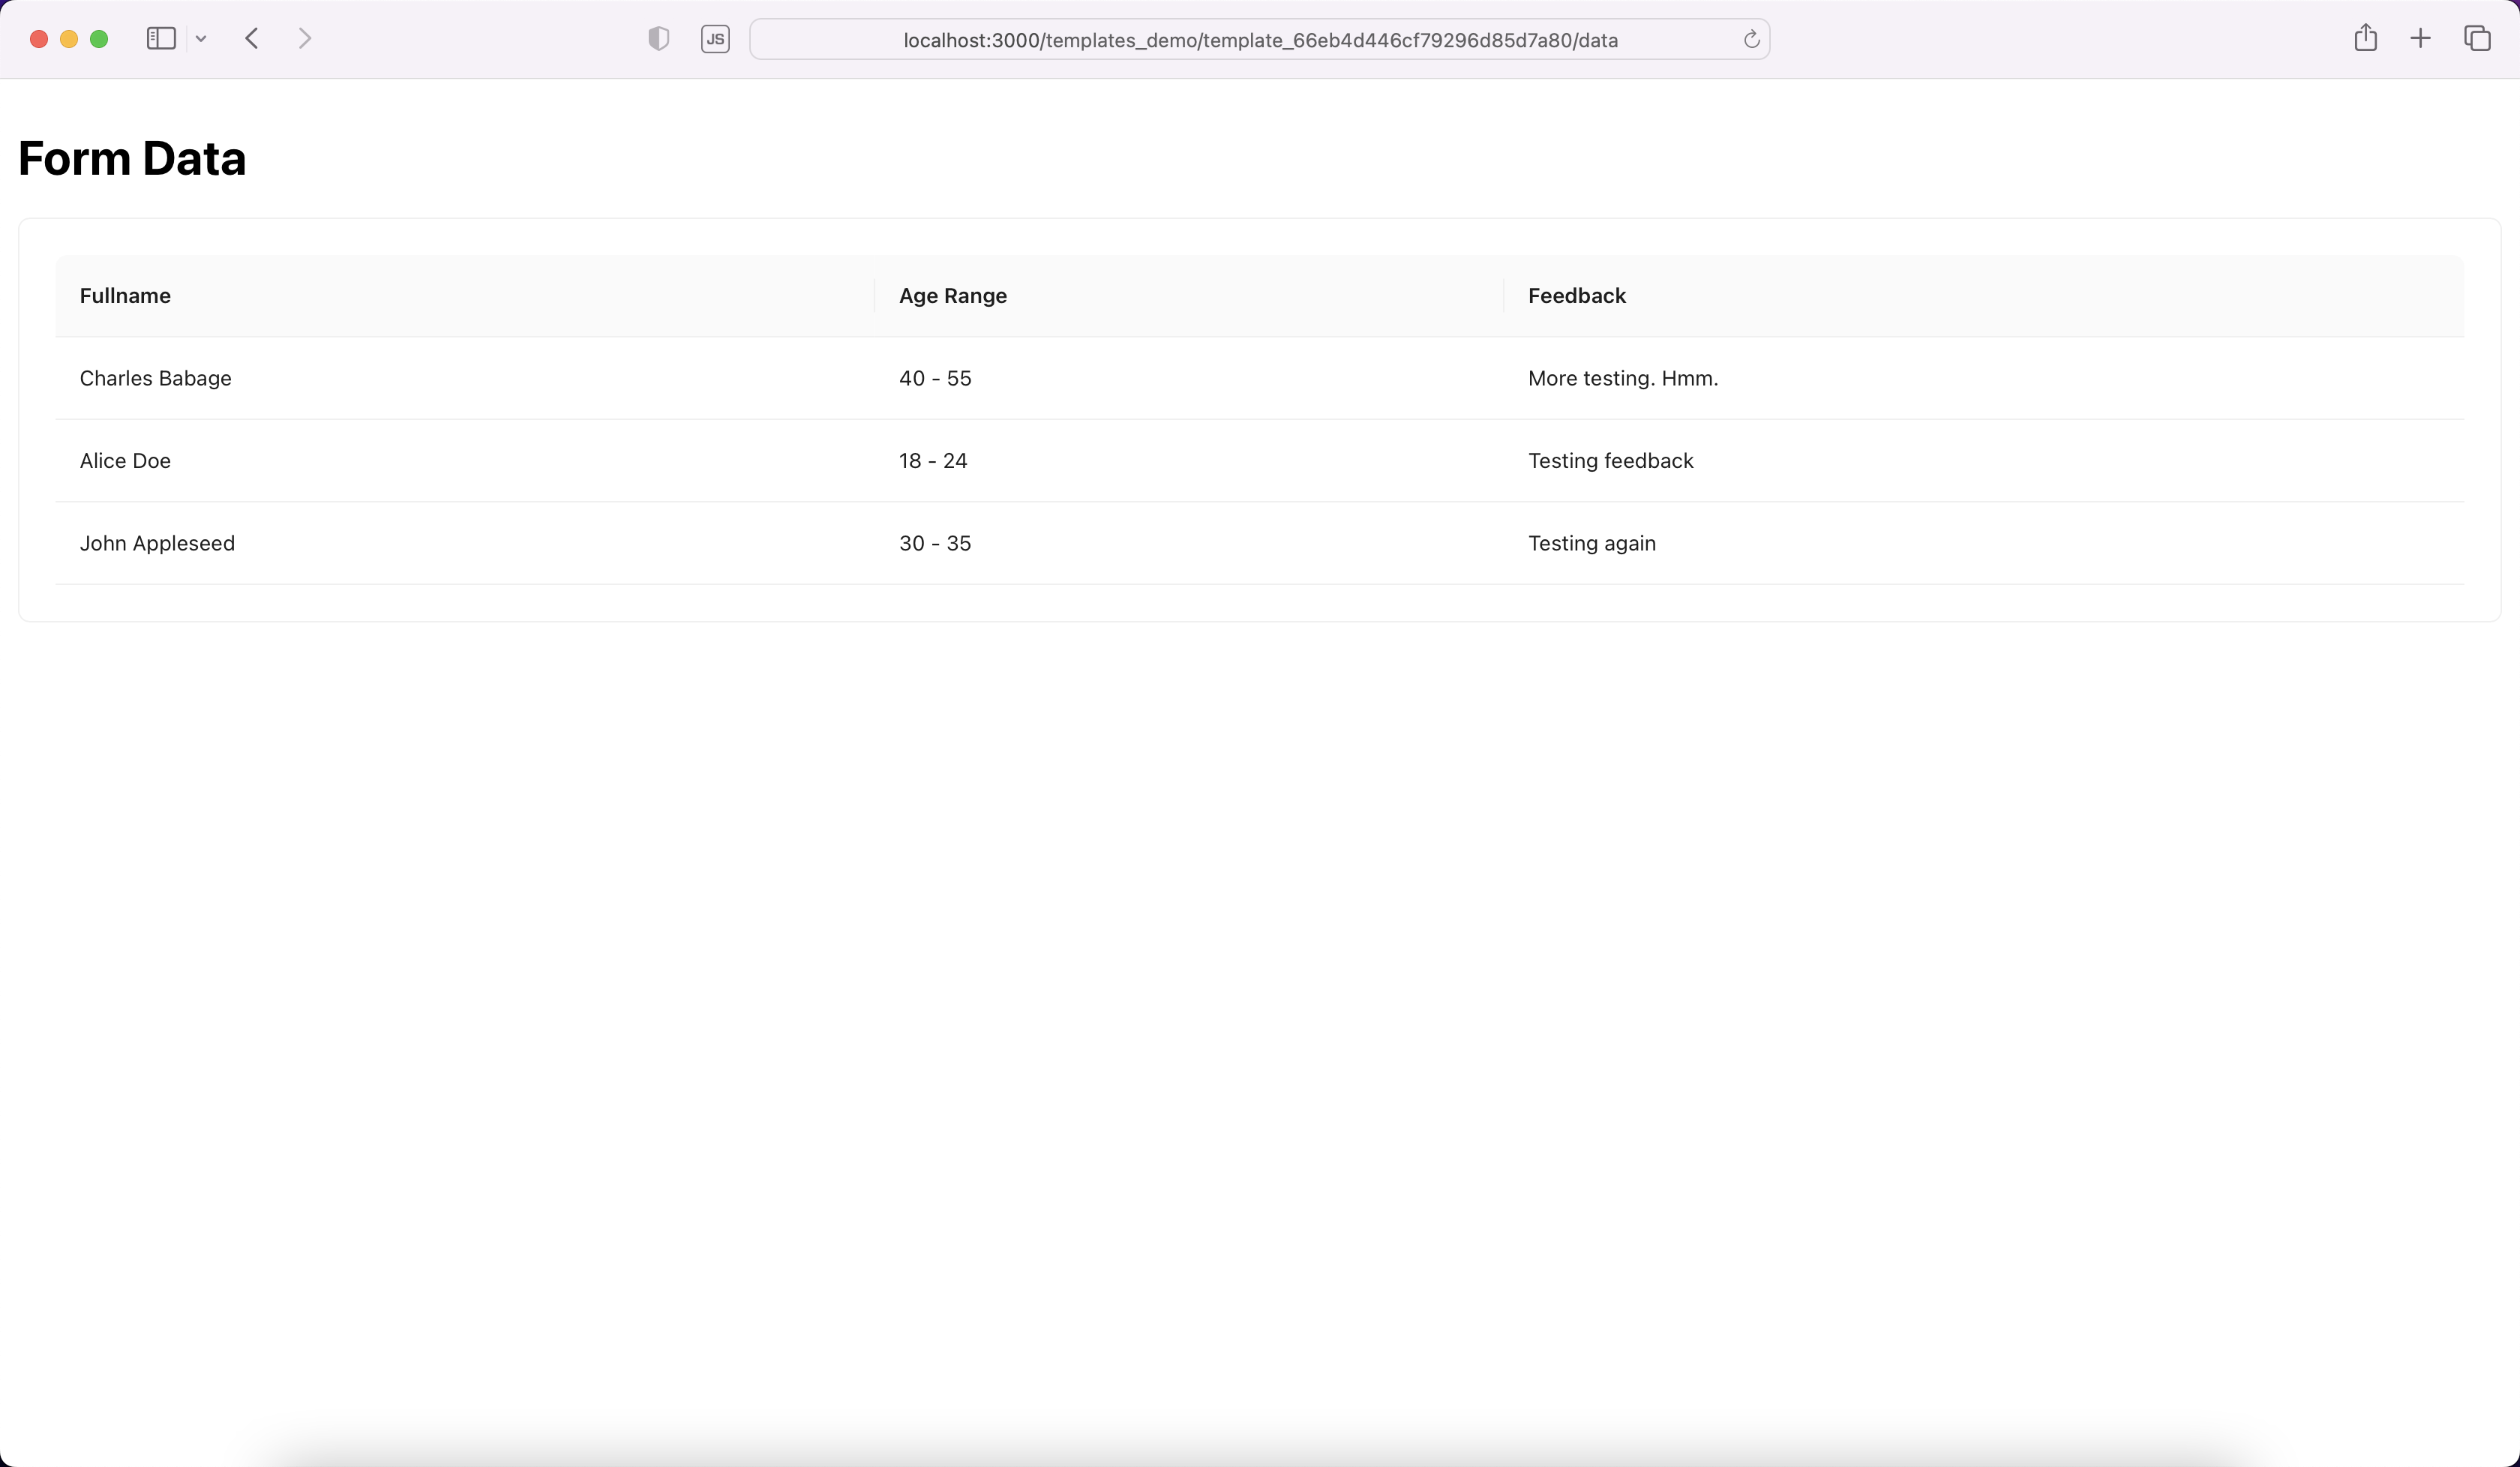 JS
localhost:3000/templates_demo/template_66eb4d446cf79296d85d7a80/data
Form Data
Fullname Age Range Feedback
Charles Babage 40 - 55 More testing. Hmm.
Alice Doe 18 - 24 Testing feedback
John Appleseed 30 - 35 Testing again